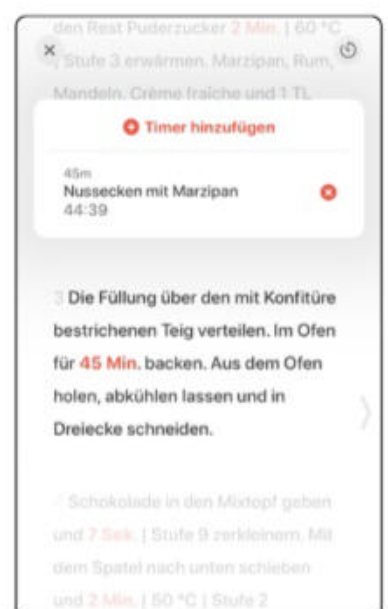 den Rest Puderzucker 2 Min. | 60 °C
/ Stufe 3 erwärmen. Marzipan, Rum,
Mandeln, Crème fraîche und 1 TL
Timer hinzufügen
45m
Nussecken mit Marzipan
44:39
3 Die Füllung über den mit Konfitüre
bestrichenen Teig verteilen. Im Ofen
für 45 Min. backen. Aus dem Ofen
holen, abkühlen lassen und in
Dreiecke schneiden.
4 Schokolade in den Mixtopf geben
und 7 Sek. | Stufe 9 zerkleinern. Mit
dem Spatel nach unten schieben
und 2 Min. | 50 °C | Stufe 2